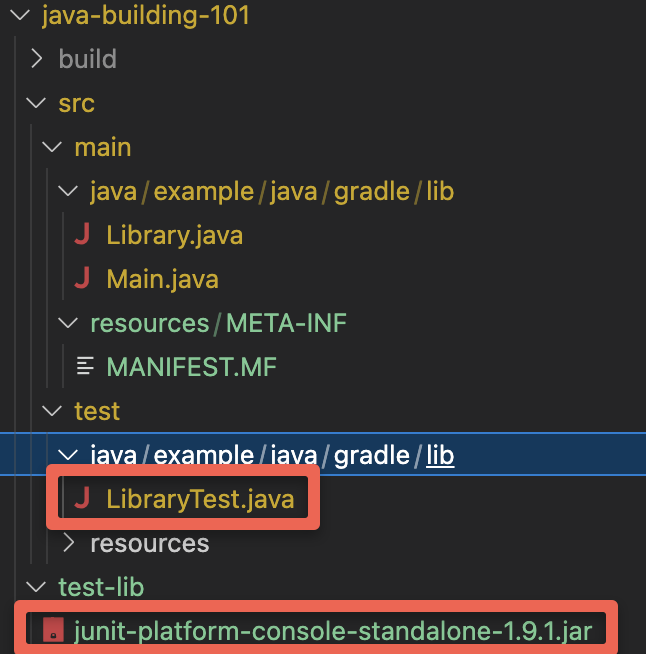 java-building-101
build
src
main
java/example/java/gradle/lib
Library.java
Main.java
resources/META-INF
MANIFEST.MF
test
java/example/java/gradle/lib
LibraryTest.java
resources
test-lib
junit-platform-console-standalone-1.9.1.jar